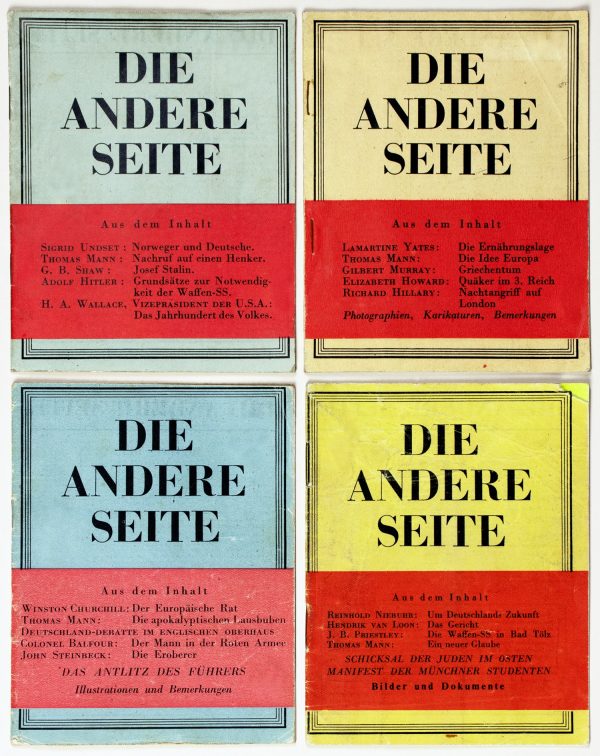 DIE
ANDERE
SEITE
Aus dem Inhalt
SIGRID UNDSET: Norweger und Deutsche.
THOMAS MANN: Nachruf auf einen Henker.
G. B. SHAW: Josef Stalin.
ADOLF HITLER: Grundsätze zur Notwendig-
keit der Waffen-SS.
H. A. WALLACE, VIZEPRÄSIDENT DER U.S.A.:
Das Jahrhundert des Volkes.
DIE
ANDERE
SEITE
Aus dem Inhalt
LAMARTINE YATES: Die Ernährungslage
THOMAS MANN: Die Idee Europa
GILBERT MURRAY: Griechentum
ELIZABETH HOWARD: Quäker im 3. Reich
RICHARD HILLARY: Nachtangriff auf
London
Photographien, Karikaturen, Bemerkungen
DIE
ANDERE
SEITE
Aus dem Inhalt
WINSTON CHURCHILL: Der Europäische Rat
THOMAS MANN: Die apokalyptischen Lausbuben
DEUTSCHLAND-DEBATTE IM ENGLISCHEN OBERHAUS
COLONEL BALFOUR: Der Mann in der Roten Armee
JOHN STEINBECK: Die Eroberer
DAS ANTLITZ DES FÜHRERS
Illustrationen und Bemerkungen
DIE
ANDERE
SEITE
Aus dem Inhalt
REINHOLD NIEBUHR: Um Deutschlands Zukunft
HENDRIK VAN LOON: Das Gericht
J. B. PRIESTLEY: Die Waffen-SS in Bad Tölz
THOMAS MANN: Ein neuer Glaube
SCHICKSAL DER JUDEN IM OSTEN
MANIFEST DER MÜNCHNER STUDENTEN
Bilder und Dokumente